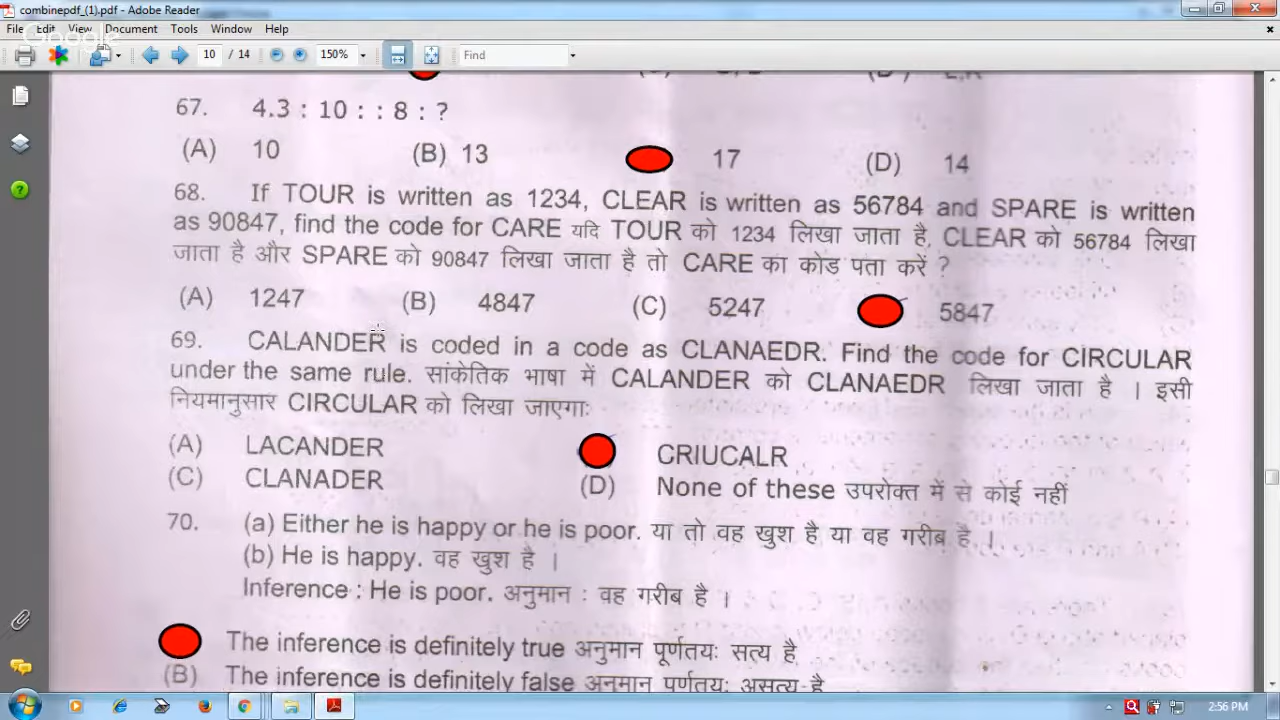 combinepdf_(1).pdf - Adobe Reader
File Edit View Document Tools Window Help
Google
10 / 14 150% Find
67. 4.3 : 10 : : 8 : ?
(A) 10 (B) 13 17 (D) 14
68. If TOUR is written as 1234, CLEAR is written as 56784 and SPARE is written
as 90847, find the code for CARE यदि TOUR को 1234 लिखा जाता है, CLEAR को 56784 लिखा
जाता है और SPARE को 90847 लिखा जाता है तो CARE का कोड पता करें ?
(A) 1247 (B) 4847 (C) 5247 5847
69. CALANDER is coded in a code as CLANAEDR. Find the code for CIRCULAR
under the same rule. सांकेतिक भाषा में CALANDER को CLANAEDR लिखा जाता है । इसी
नियमानुसार CIRCULAR को लिखा जाएगाः
(A) LACANDER CRIUCALR
(C) CLANADER (D) None of these उपरोक्त में से कोई नहीं
70. (a) Either he is happy or he is poor. या तो वह खुश है या वह गरीब है ।
(b) He is happy. वह खुश है ।
Inference : He is poor. अनुमान : वह गरीब है ।
The inference is definitely true अनुमान पूर्णतयः सत्य है
(B) The inference is definitely false अनुमान पूर्णतयः असत्य है
2:56 PM